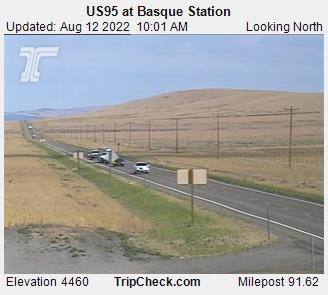 US95 at Basque Station
Updated: Aug 12 2022 10:01 AM Looking North
Elevation 4460 TripCheck.com Milepost 91.62